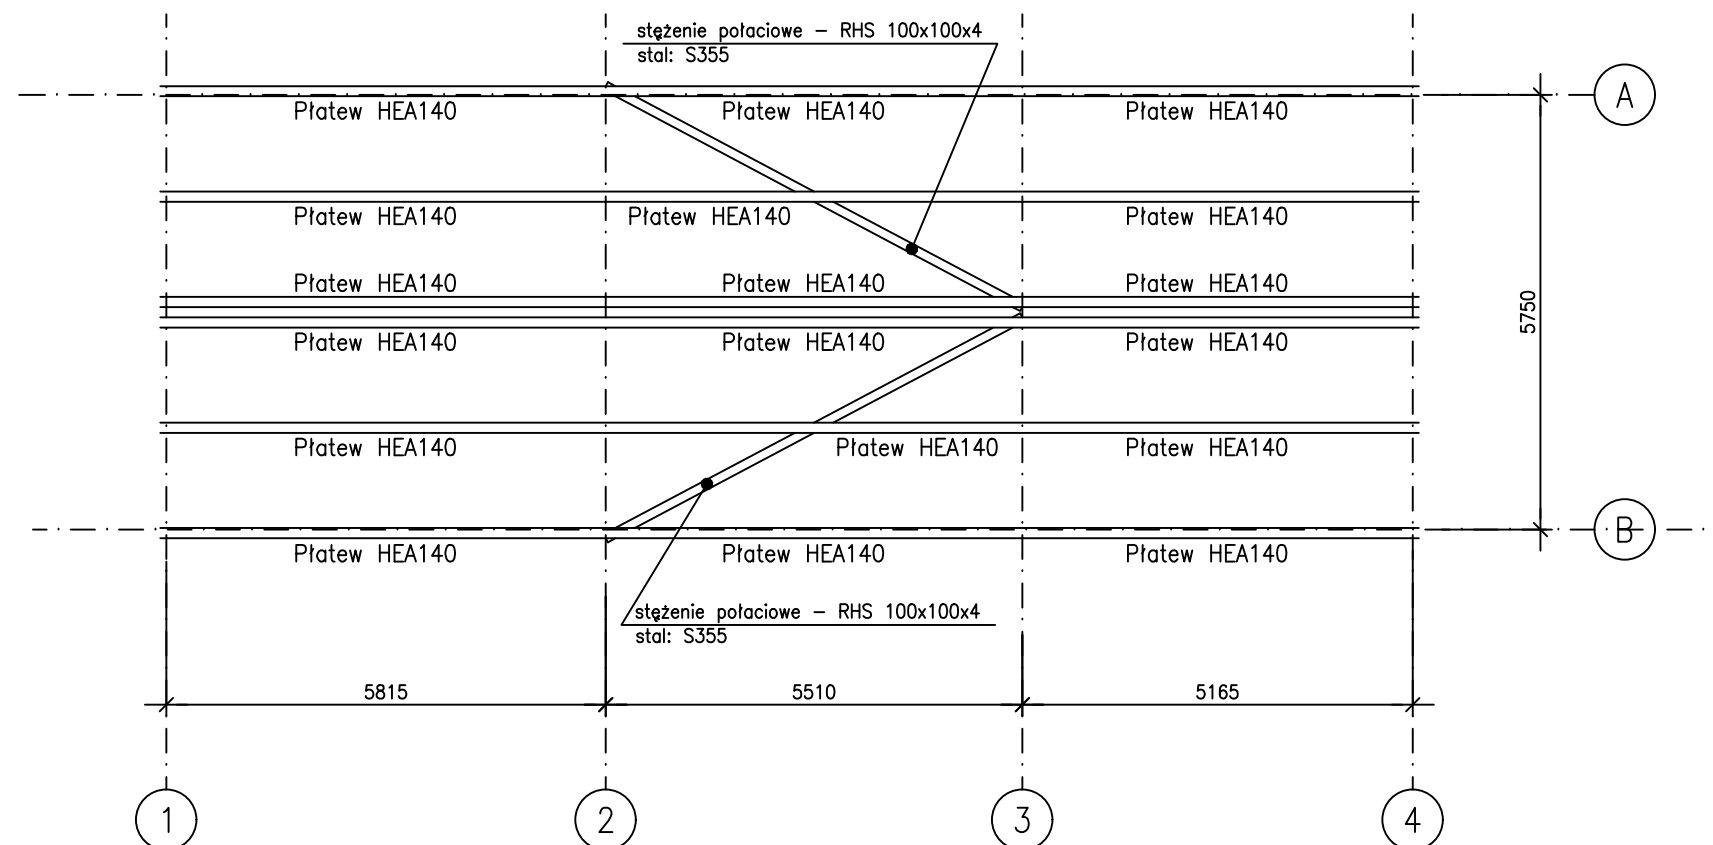 stężenie połaciowe – RHS 100x100x4
stal: S355
A
Płatew HEA140 Płatew HEA140 Płatew HEA140
Płatew HEA140 Płatew HEA140 Płatew HEA140
Płatew HEA140 Płatew HEA140 Płatew HEA140
5750
Płatew HEA140 Płatew HEA140 Płatew HEA140
Płatew HEA140 Płatew HEA140 Płatew HEA140
B
Płatew HEA140 Płatew HEA140 Płatew HEA140
stężenie połaciowe – RHS 100x100x4
stal: S355
5815 5510 5165
1 2 3 4